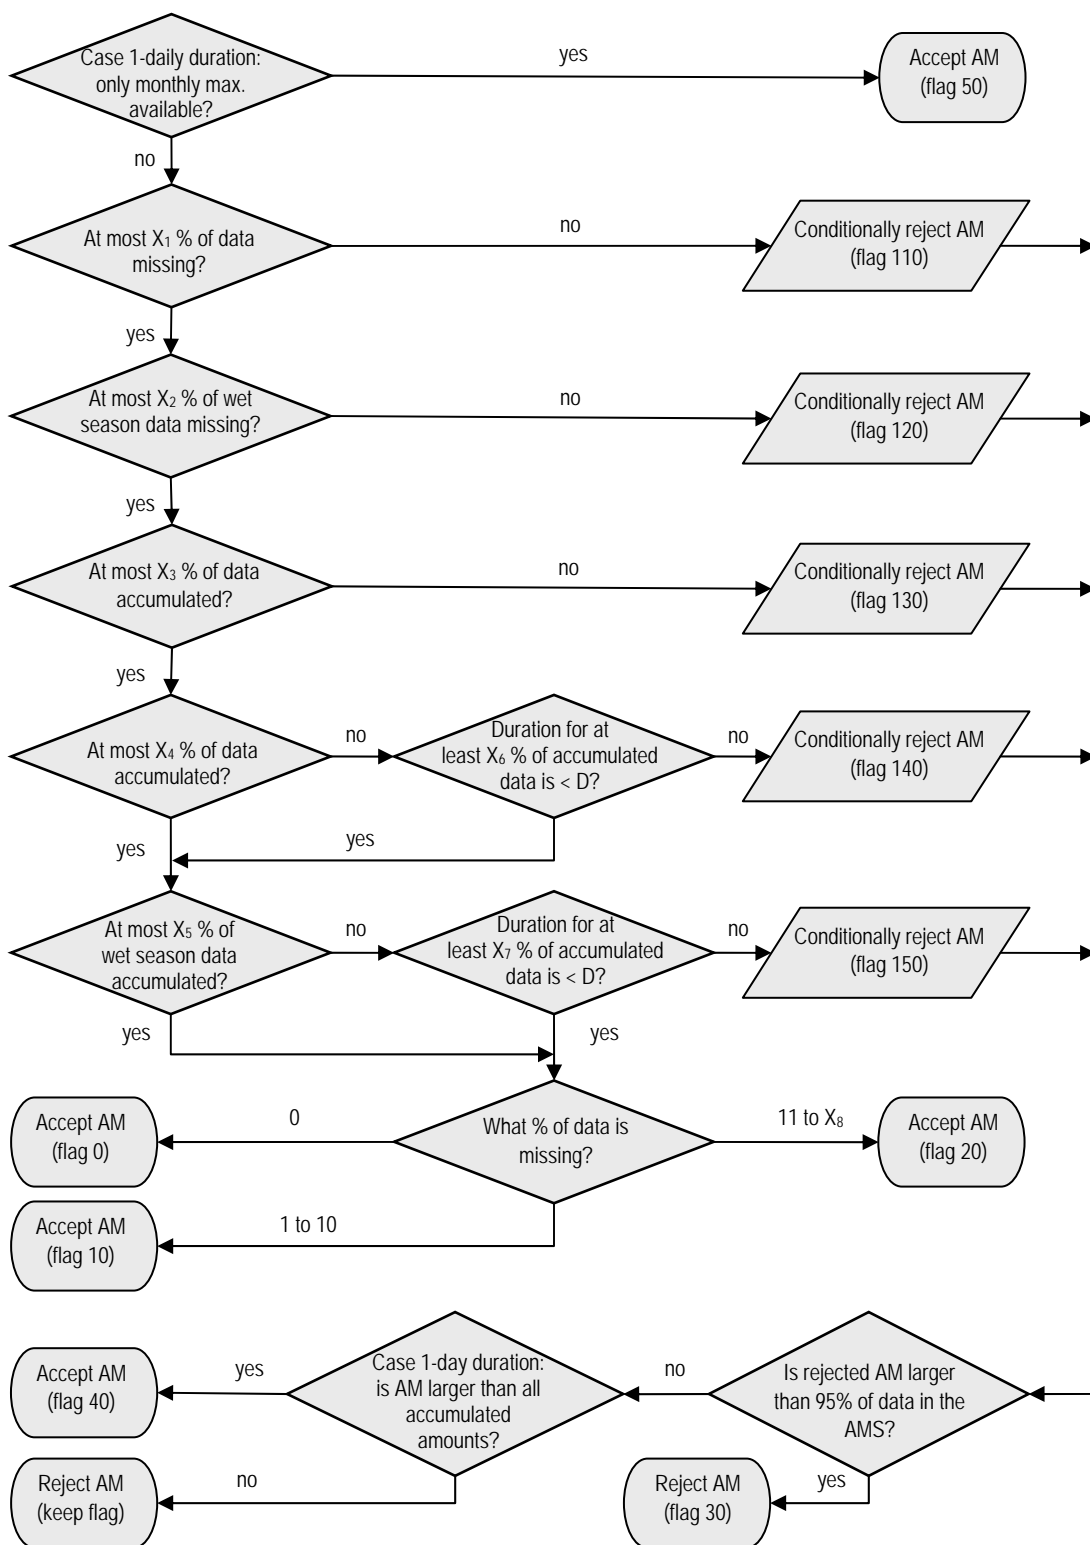 Case 1-daily duration:
only monthly max.
available?
yes
Accept AM
(flag 50)
no
At most X₁ % of data
missing?
no
Conditionally reject AM
(flag 110)
yes
At most X₂ % of wet
season data missing?
no
Conditionally reject AM
(flag 120)
yes
At most X₃ % of data
accumulated?
no
Conditionally reject AM
(flag 130)
yes
At most X₄ % of data
accumulated?
no
Duration for at
least X₆ % of accumulated
data is < D?
no
Conditionally reject AM
(flag 140)
yes
yes
At most X₅ % of
wet season data
accumulated?
no
Duration for at
least X₇ % of accumulated
data is < D?
no
Conditionally reject AM
(flag 150)
yes
yes
What % of data is
missing?
0
Accept AM
(flag 0)
11 to X₈
Accept AM
(flag 20)
1 to 10
Accept AM
(flag 10)
Is rejected AM larger
than 95% of data in the
AMS?
no
Case 1-day duration:
is AM larger than all
accumulated
amounts?
yes
Accept AM
(flag 40)
no
Reject AM
(keep flag)
yes
Reject AM
(flag 30)